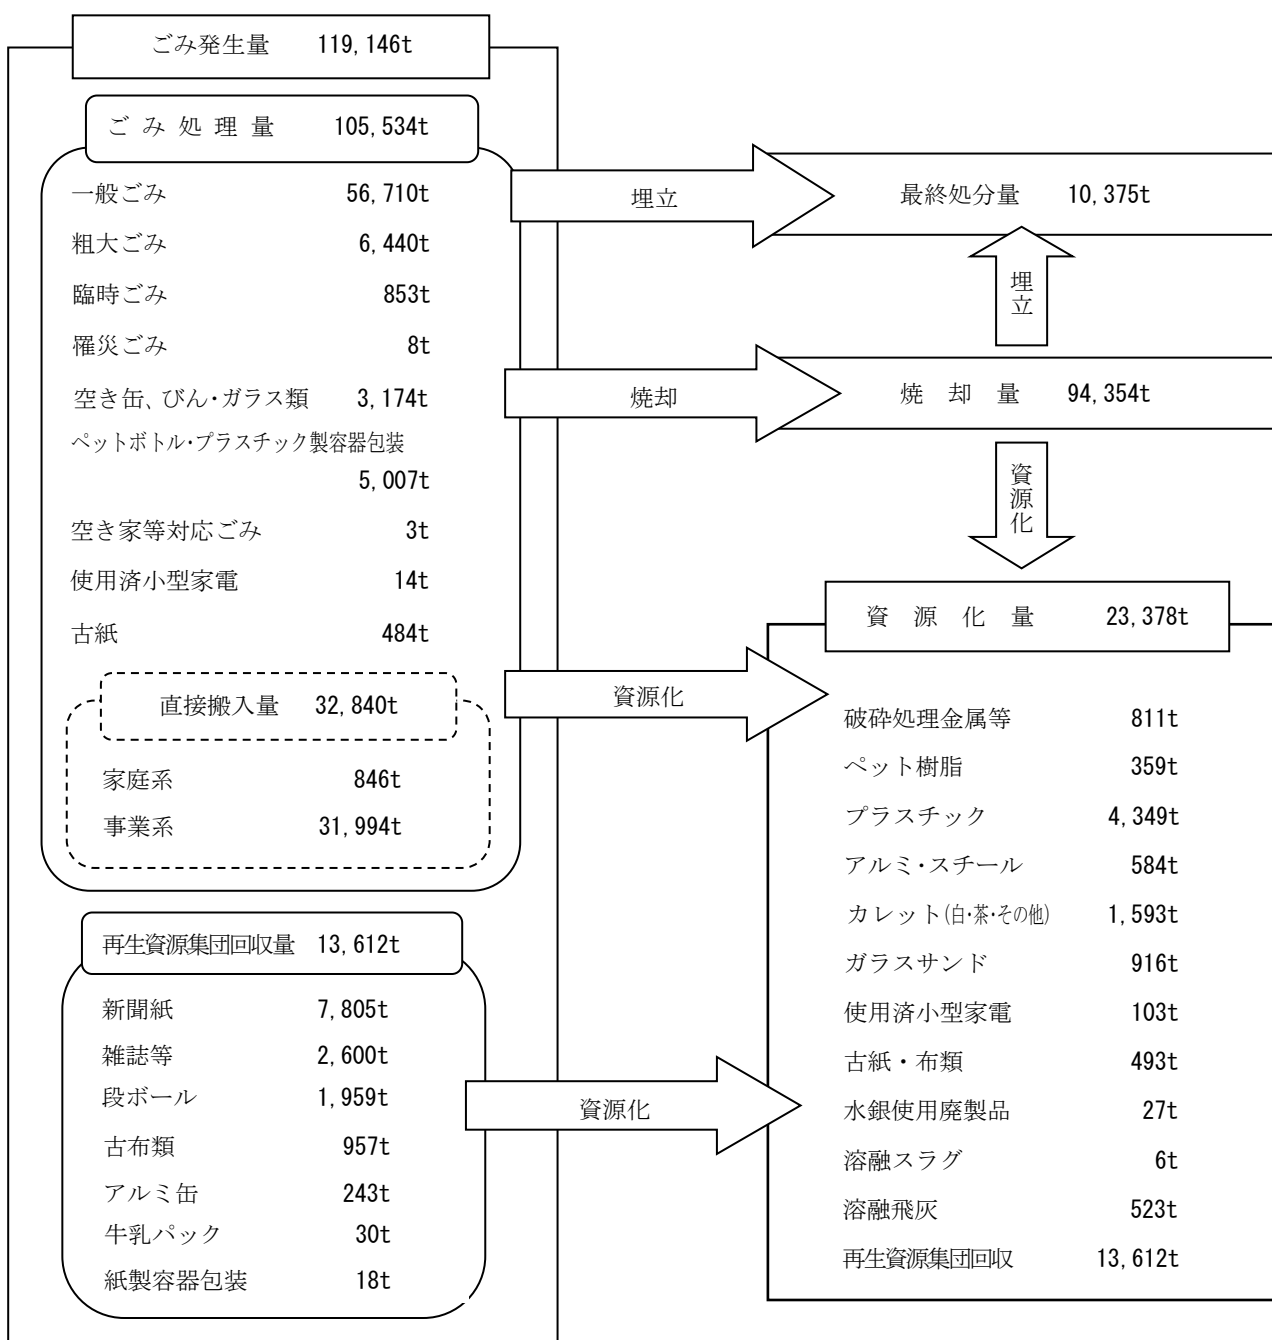 ごみ発生量 119,146t
ごみ処理量 105,534t
一般ごみ 56,710t
粗大ごみ 6,440t
臨時ごみ 853t
罹災ごみ 8t
空き缶、びん・ガラス類 3,174t
ペットボトル・プラスチック製容器包装
5,007t
空き家等対応ごみ 3t
使用済小型家電 14t
古紙 484t
直接搬入量 32,840t
家庭系 846t
事業系 31,994t
再生資源集団回収量 13,612t
新聞紙 7,805t
雑誌等 2,600t
段ボール 1,959t
古布類 957t
アルミ缶 243t
牛乳パック 30t
紙製容器包装 18t
埋立
焼却
資源化
資源化
最終処分量 10,375t
埋立
焼却量 94,354t
資源化
資源化量 23,378t
破砕処理金属等 811t
ペット樹脂 359t
プラスチック 4,349t
アルミ・スチール 584t
カレット(白・茶・その他) 1,593t
ガラスサンド 916t
使用済小型家電 103t
古紙・布類 493t
水銀使用廃製品 27t
溶融スラグ 6t
溶融飛灰 523t
再生資源集団回収 13,612t